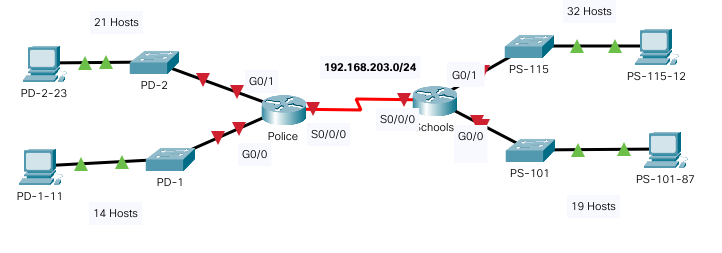 21 Hosts
32 Hosts
192.168.203.0/24
PD-2-23
PD-2
G0/1
G0/1
PS-115
PS-115-12
Police
S0/0/0
S0/0/0
chools
G0/0
G0/0
PD-1-11
PD-1
PS-101
PS-101-87
14 Hosts
19 Hosts